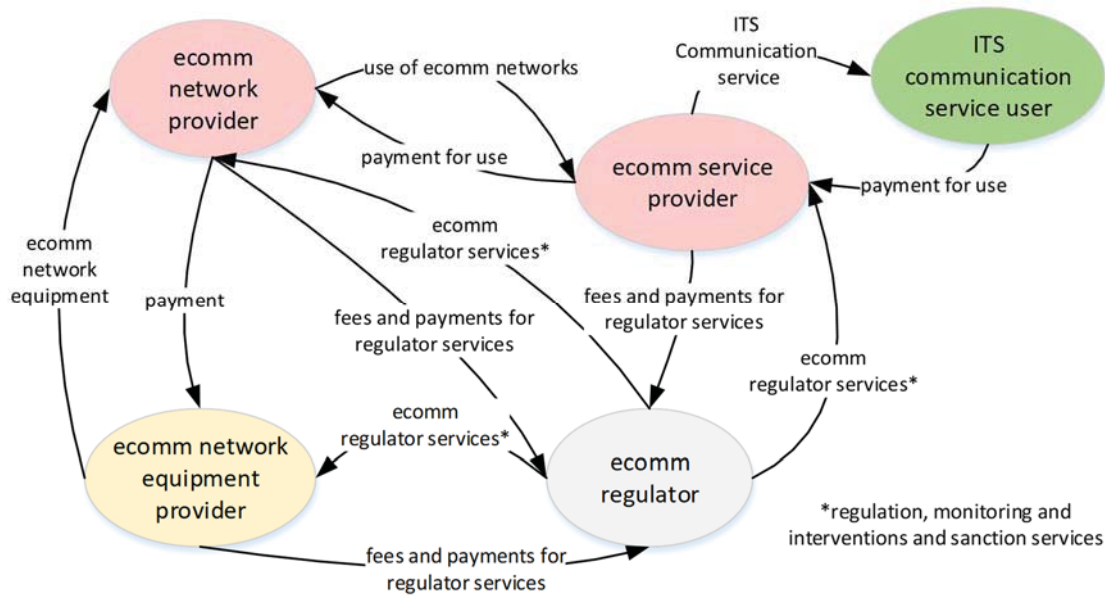 ecomm
network
provider
use of ecomm networks
ITS
Communication
service
ITS
communication
service user
payment for use
ecomm service
provider
payment for use
ecomm
network
equipment
payment
ecomm
regulator services*
fees and payments for
regulator services
fees and payments for
regulator services
ecomm
regulator services*
ecomm
regulator services*
ecomm network
equipment
provider
ecomm
regulator
*regulation, monitoring and
interventions and sanction services
fees and payments for
regulator services